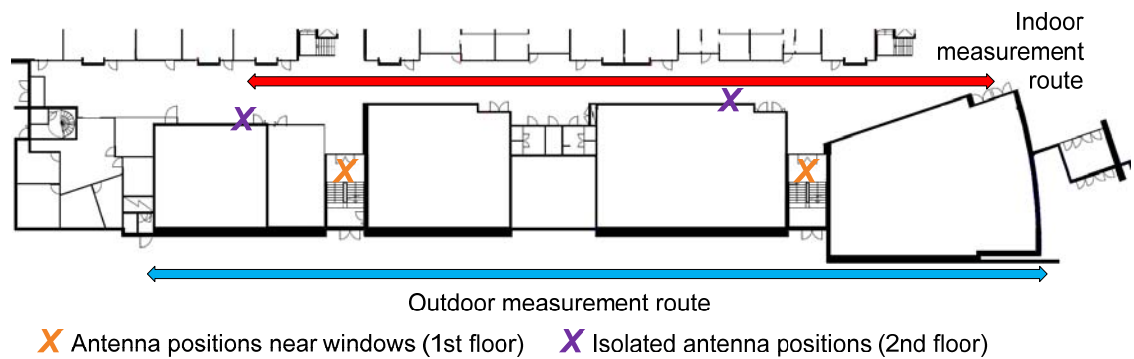 Indoor
measurement
route
Outdoor measurement route
X Antenna positions near windows (1st floor)
X Isolated antenna positions (2nd floor)